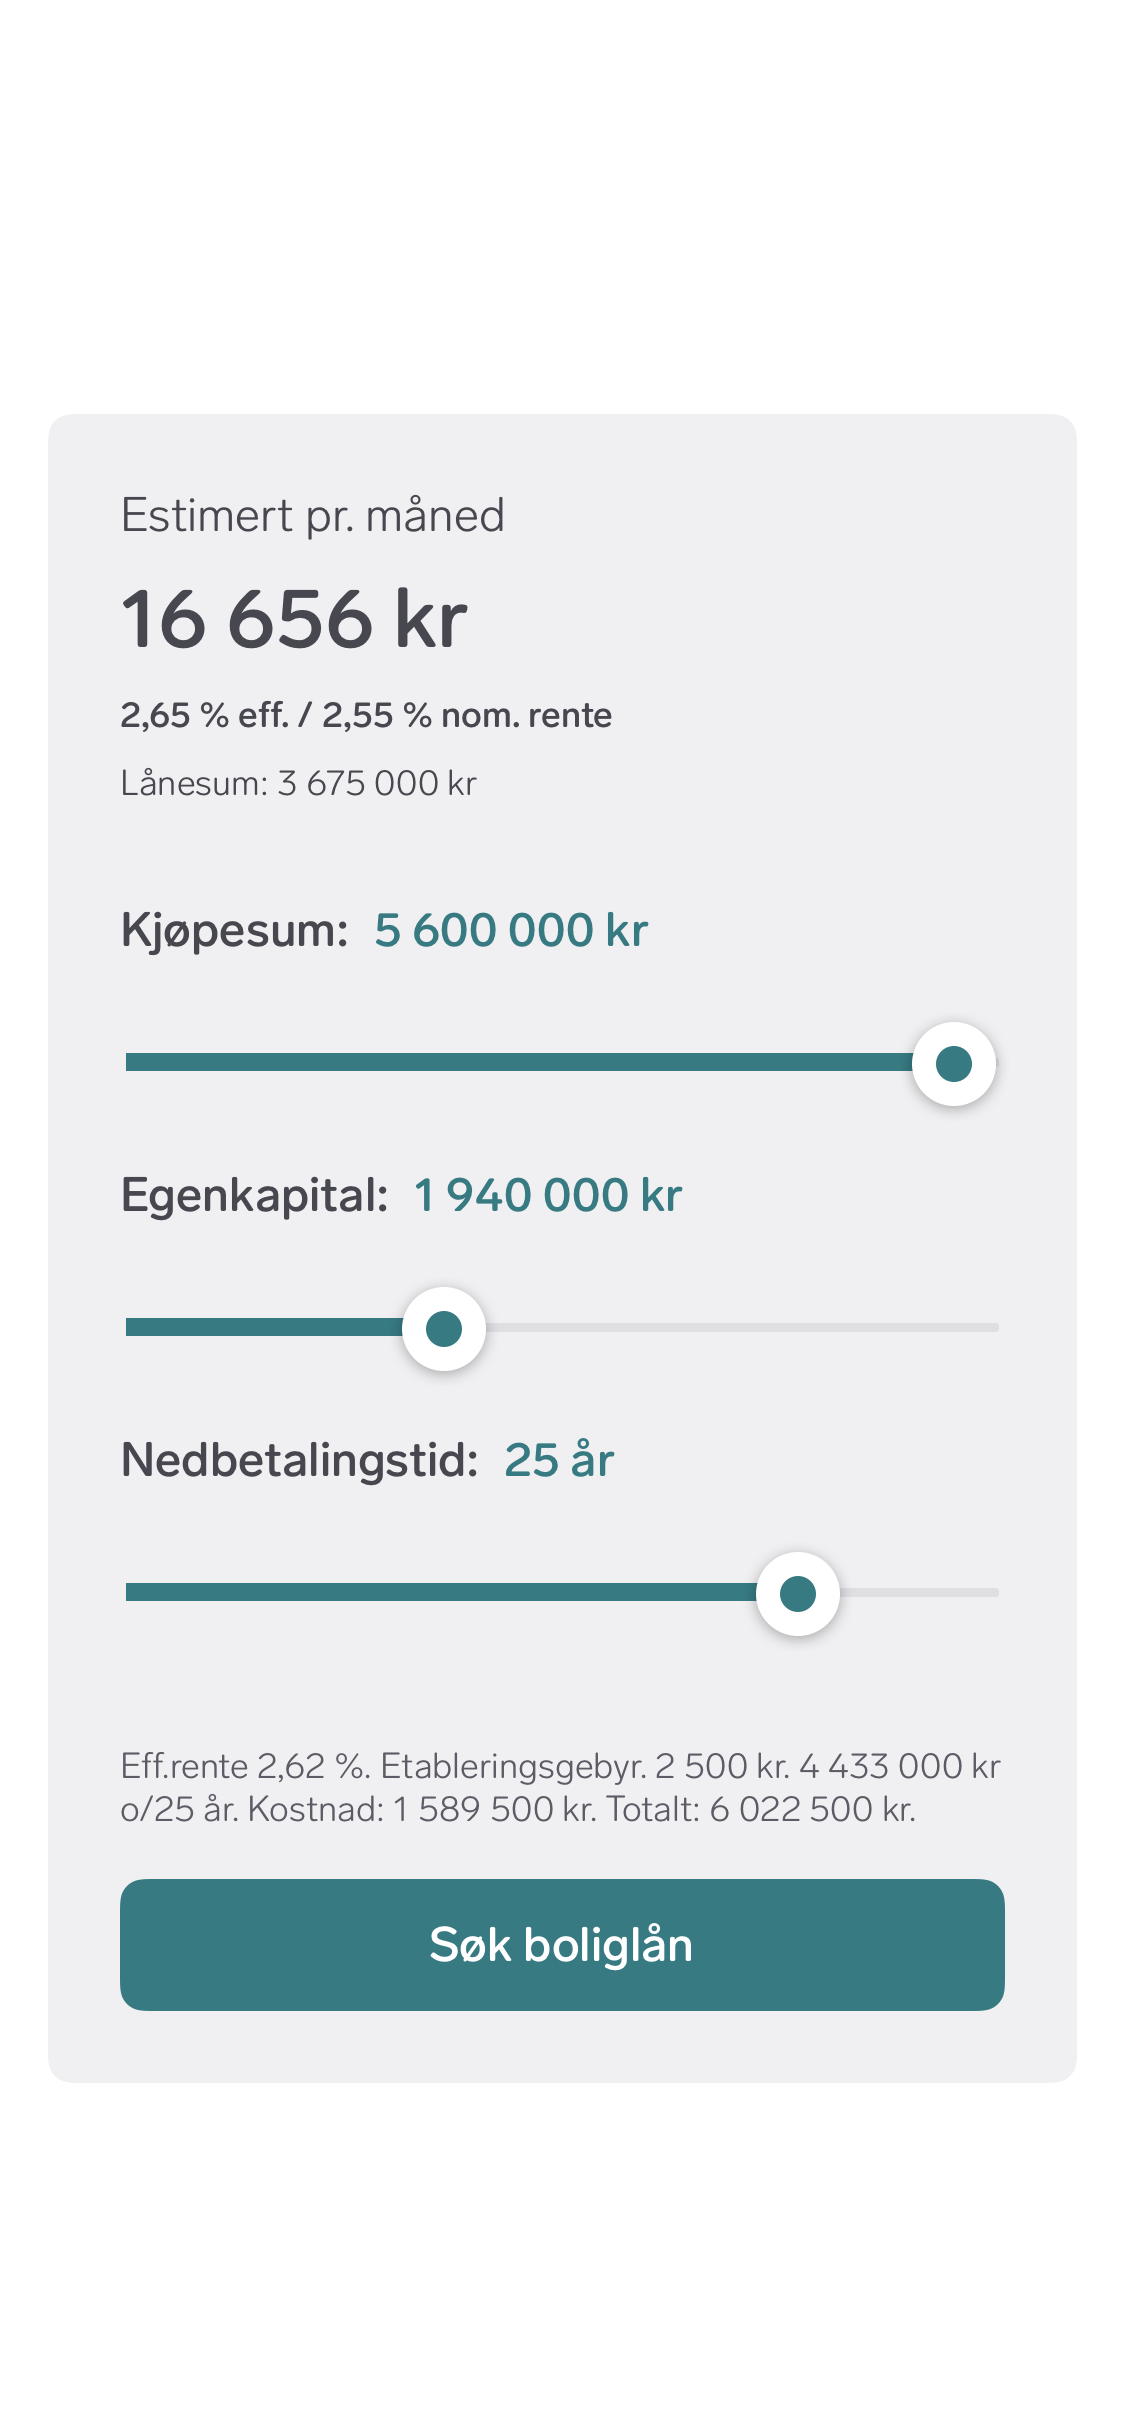 Estimert pr. måned
16 656 kr
2,65 % eff. / 2,55 % nom. rente
Lånesum: 3 675 000 kr
Kjøpesum: 5 600 000 kr
Egenkapital: 1 940 000 kr
Nedbetalingstid: 25 år
Eff.rente 2,62 %. Etableringsgebyr. 2 500 kr. 4 433 000 kr
o/25 år. Kostnad: 1 589 500 kr. Totalt: 6 022 500 kr.
Søk boliglån